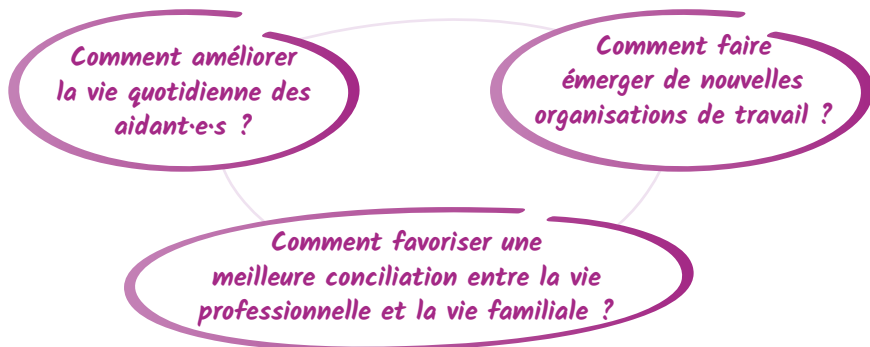 Comment améliorer
la vie quotidienne des
aidant·e·s ?
Comment faire
émerger de nouvelles
organisations de travail ?
Comment favoriser une
meilleure conciliation entre la vie
professionnelle et la vie familiale ?